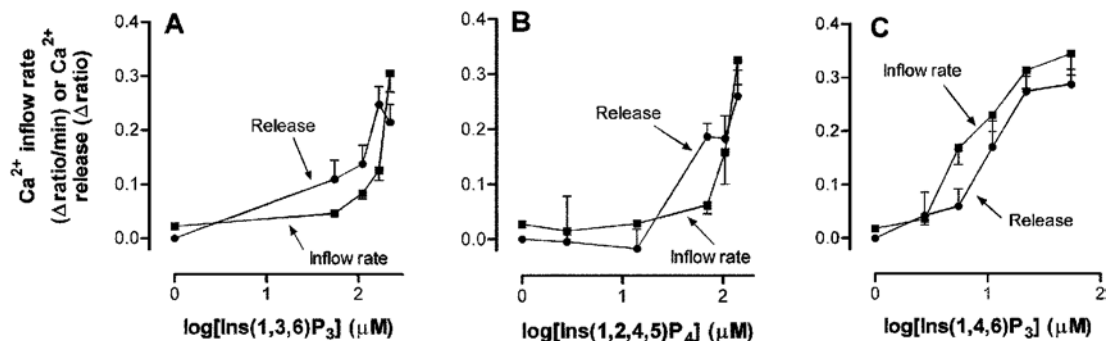 A
B
C
Ca²⁺ inflow rate
(Δratio/min) or Ca²⁺
release (Δratio)
0.4
0.3
0.2
0.1
0.0
Release
Inflow rate
0
1
2
log[Ins(1,3,6)P₃] (μM)
0.4
0.3
0.2
0.1
0.0
Release
Inflow rate
0
1
2
log[Ins(1,2,4,5)P₄] (μM)
0.4
0.3
0.2
0.1
0.0
Inflow rate
Release
0
1
2
log[Ins(1,4,6)P₃] (μM)